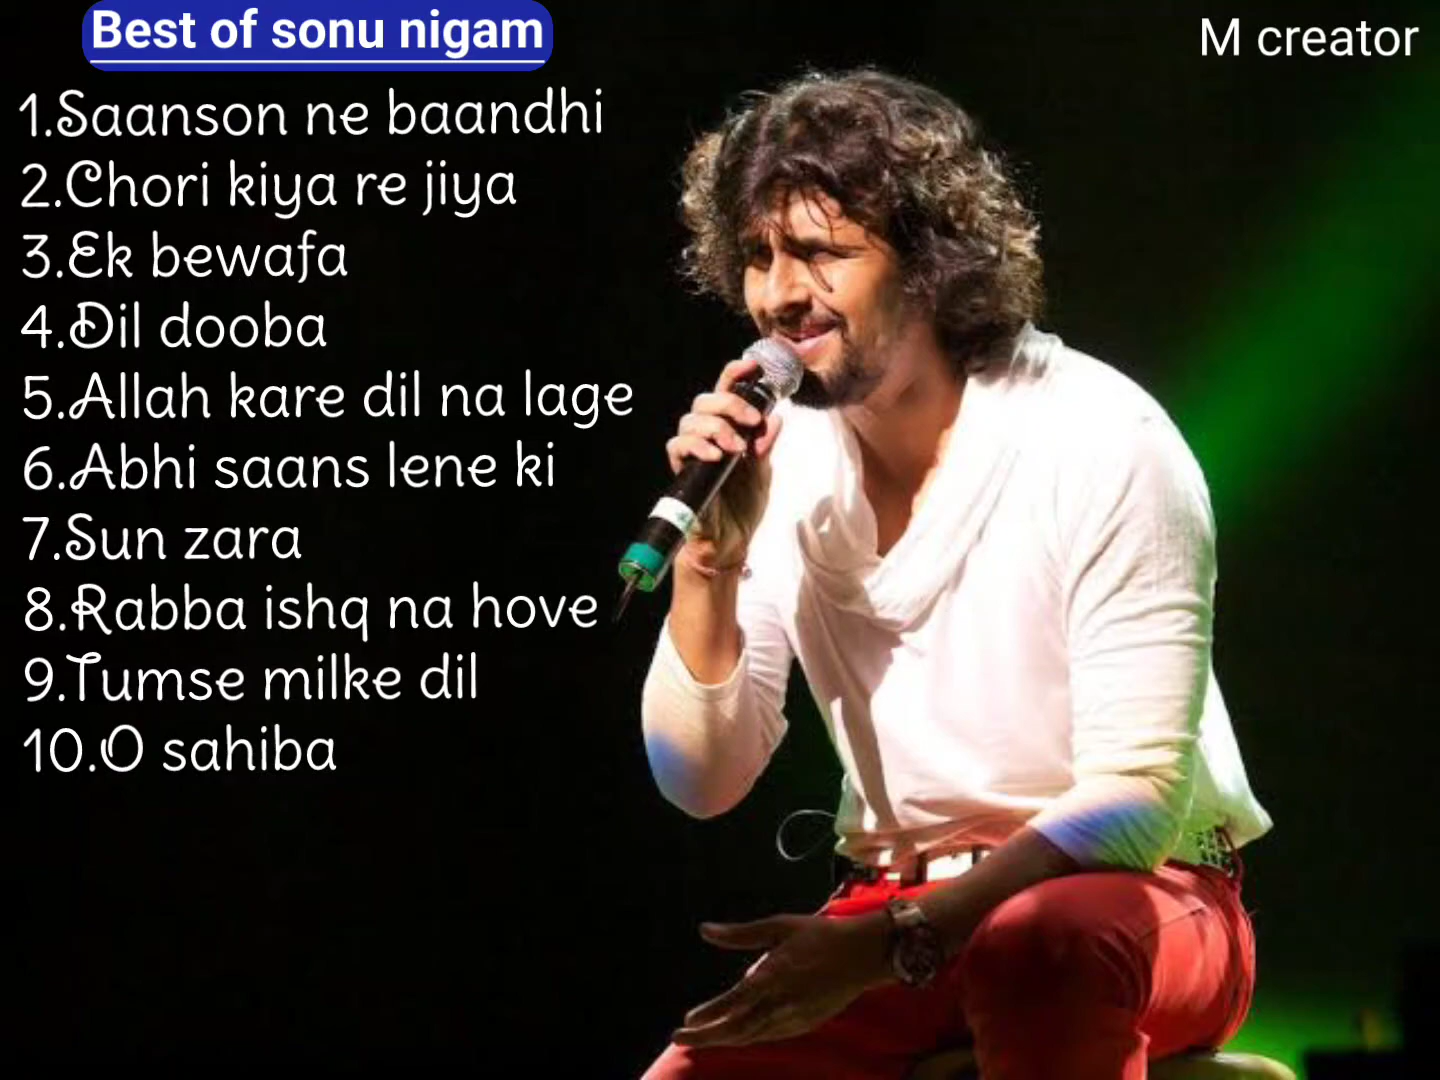 Best of sonu nigam
M creator
1.Saanson ne baandhi
2.Chori kiya re jiya
3.Ek bewafa
4.Dil dooba
5.Allah kare dil na lage
6.Abhi saans lene ki
7.Sun zara
8.Rabba ishq na hove
9.Tumse milke dil
10.O sahiba